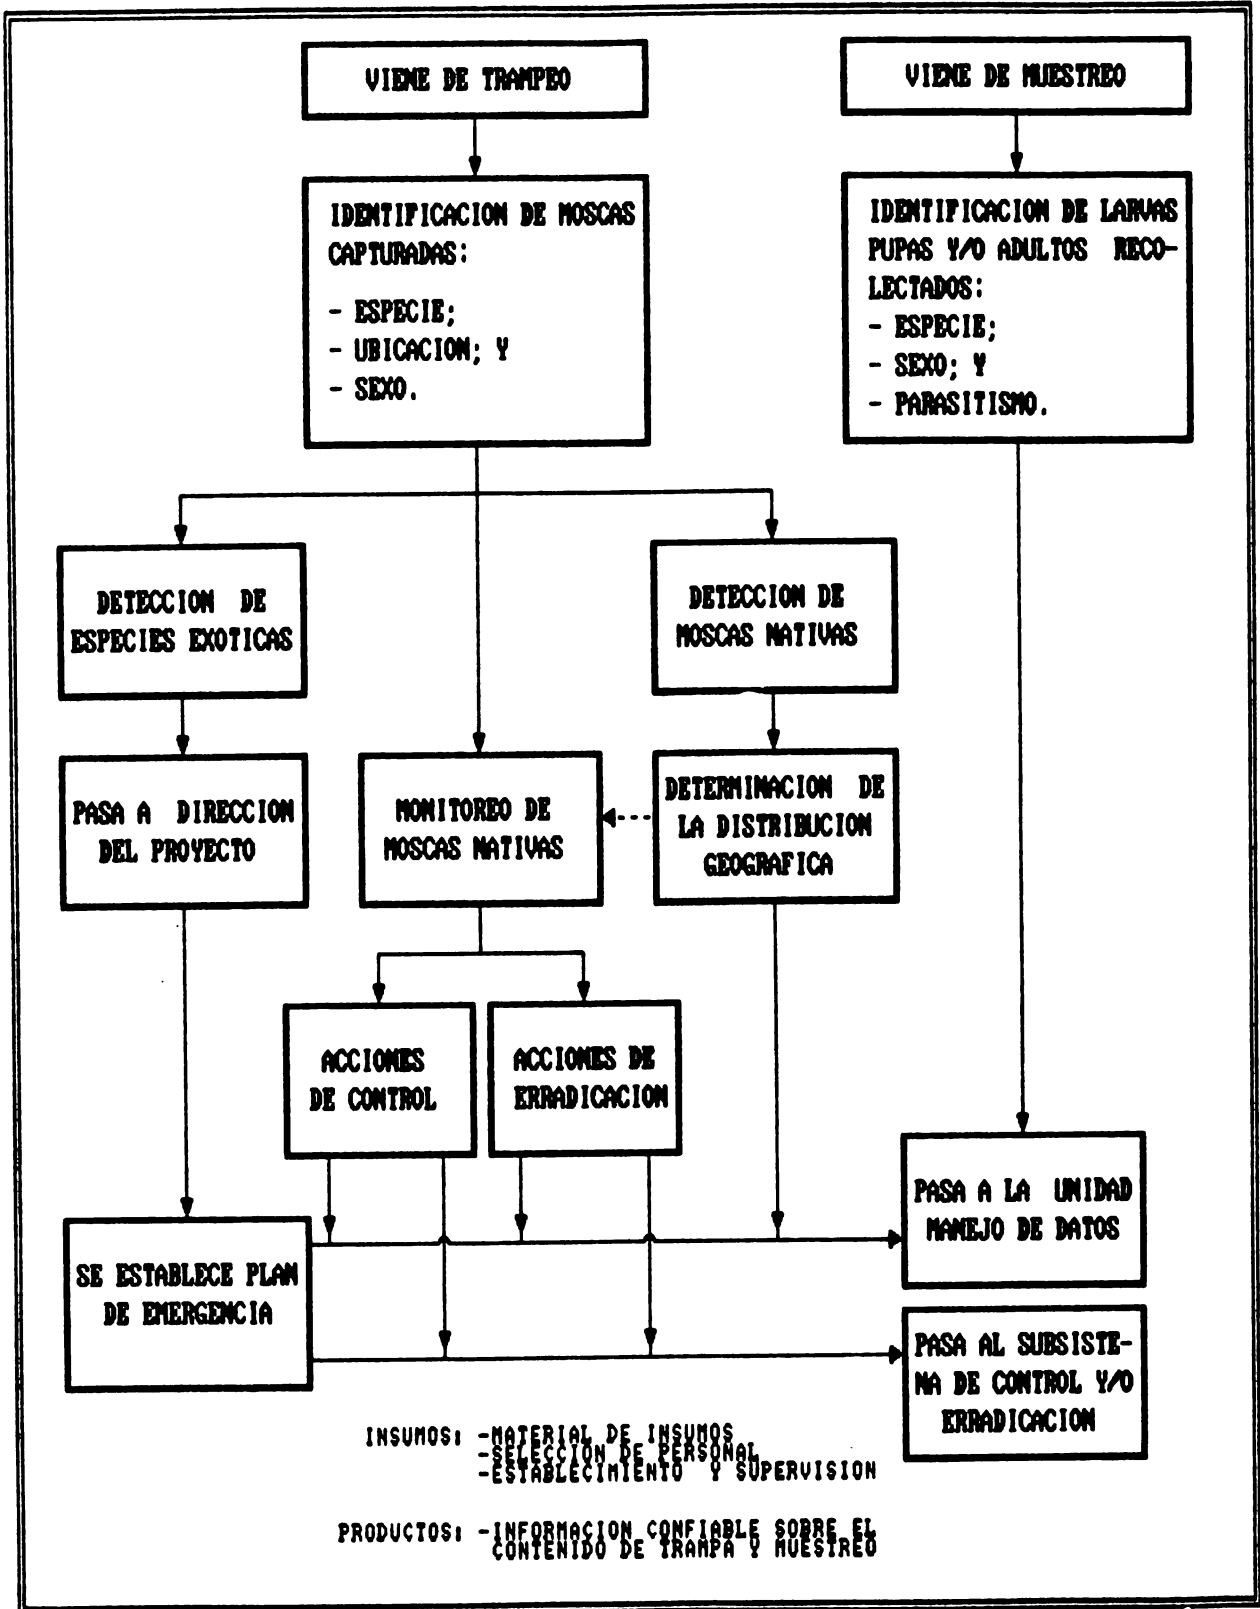 VIENE DE TRAMPEO
VIENE DE MUESTREO
IDENTIFICACION DE MOSCAS
CAPTURADAS:
- ESPECIE;
- UBICACION; Y
- SEXO.
IDENTIFICACION DE LARVAS
PUPAS Y/O ADULTOS RECO-
LECTADOS:
- ESPECIE;
- SEXO; Y
- PARASITISMO.
DETECCION DE
ESPECIES EXOTICAS
DETECCION DE
MOSCAS NATIVAS
PASA A DIRECCION
DEL PROYECTO
MONITOREO DE
MOSCAS NATIVAS
DETERMINACION DE
LA DISTRIBUCION
GEOGRAFICA
ACCIONES
DE CONTROL
ACCIONES DE
ERRADICACION
PASA A LA UNIDAD
MANEJO DE DATOS
SE ESTABLECE PLAN
DE EMERGENCIA
PASA AL SUBSISTE-
MA DE CONTROL Y/O
ERRADICACION
INSUMOS: -MATERIAL DE INSUMOS
-SELECCION DE PERSONAL
-ESTABLECIMIENTO Y SUPERVISION
PRODUCTOS: -INFORMACION CONFIABLE SOBRE EL
CONTENIDO DE TRAMPA Y MUESTREO